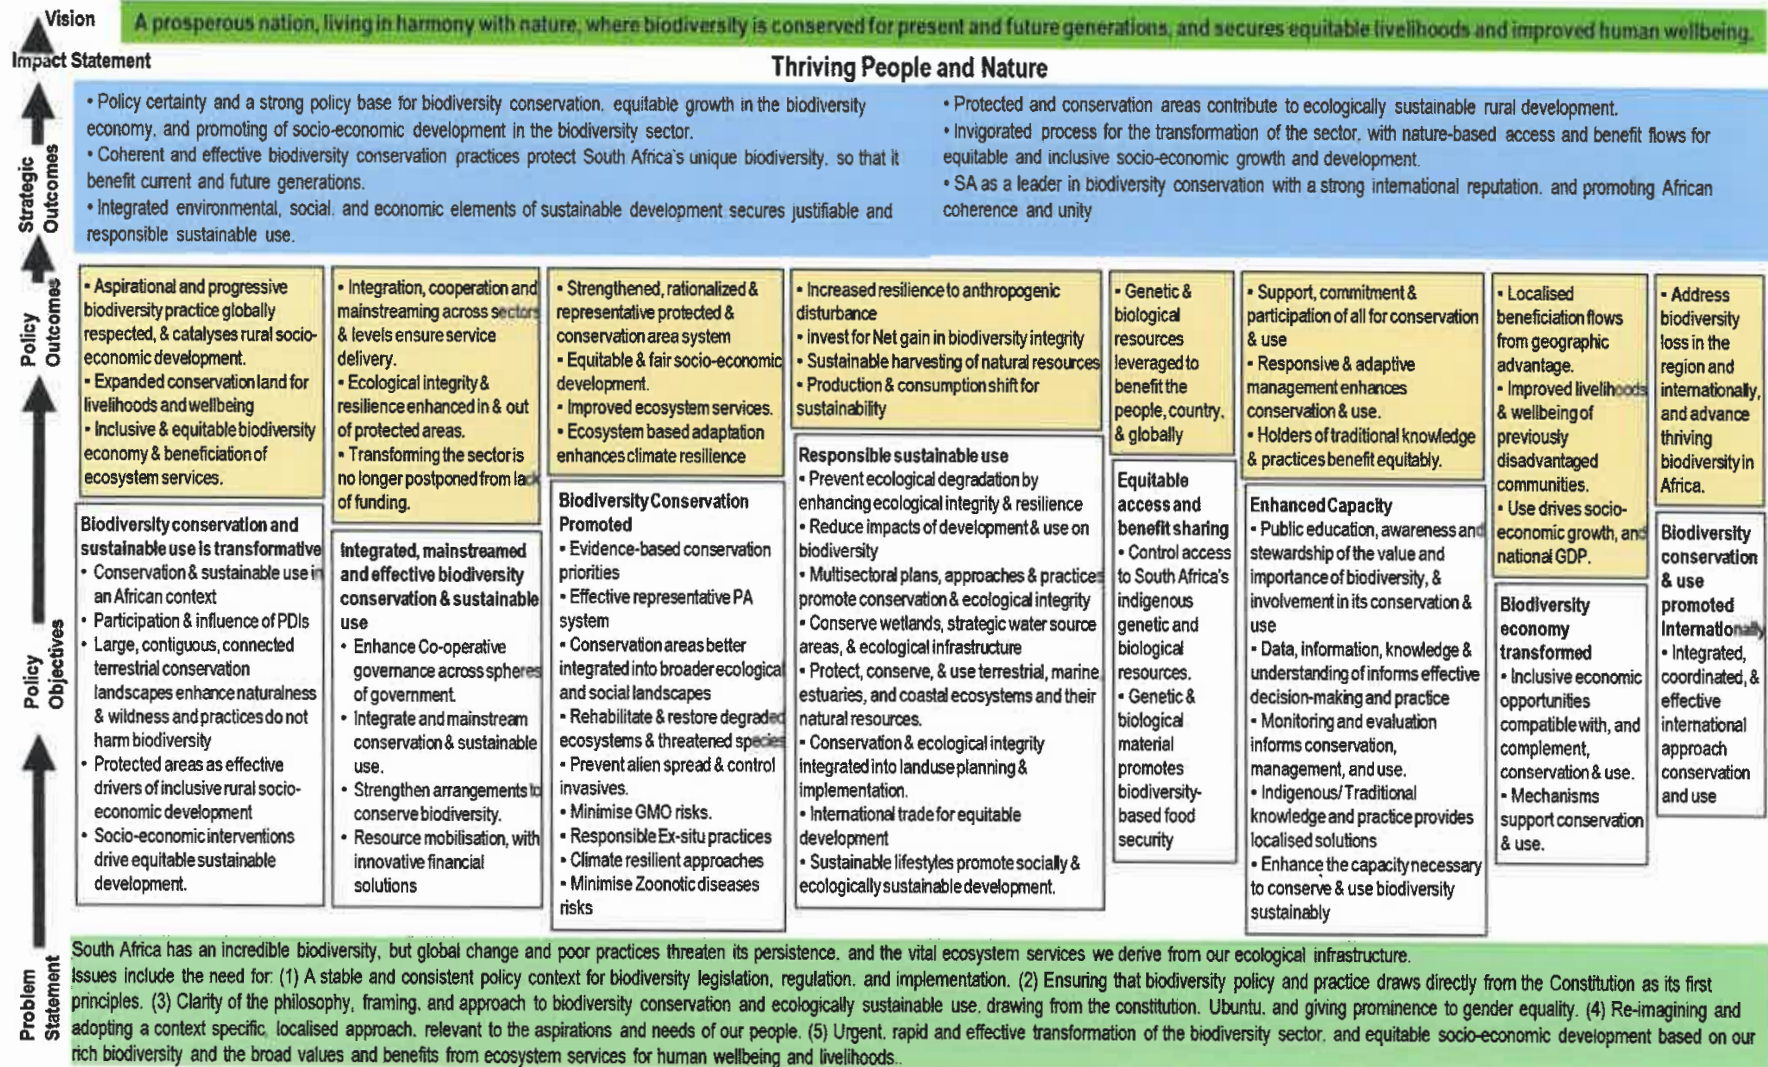 Vision
A prosperous nation, living in harmony with nature, where biodiversity is conserved for present and future generations, and secures equitable livelihoods and improved human wellbeing.
Impact Statement
Thriving People and Nature
Strategic
Outcomes
• Policy certainty and a strong policy base for biodiversity conservation, equitable growth in the biodiversity
economy, and promoting of socio-economic development in the biodiversity sector.
• Coherent and effective biodiversity conservation practices protect South Africa's unique biodiversity, so that it
benefit current and future generations.
• Integrated environmental, social, and economic elements of sustainable development secures justifiable and
responsible sustainable use.
• Protected and conservation areas contribute to ecologically sustainable rural development.
• Invigorated process for the transformation of the sector, with nature-based access and benefit flows for
equitable and inclusive socio-economic growth and development.
• SA as a leader in biodiversity conservation with a strong international reputation, and promoting African
coherence and unity
Policy
Outcomes
▪ Aspirational and progressive
biodiversity practice globally
respected, & catalyses rural socio-
economic development.
▪ Expanded conservation land for
livelihoods and wellbeing
▪ Inclusive & equitable biodiversity
economy & beneficiation of
ecosystem services.
▪ Integration, cooperation and
mainstreaming across sectors
& levels ensure service
delivery.
▪ Ecological integrity &
resilience enhanced in & out
of protected areas.
▪ Transforming the sector is
no longer postponed from lack
of funding.
▪ Strengthened, rationalized &
representative protected &
conservation area system
▪ Equitable & fair socio-economic
development.
▪ Improved ecosystem services.
▪ Ecosystem based adaptation
enhances climate resilience
▪ Increased resilience to anthropogenic
disturbance
▪ Invest for Net gain in biodiversity integrity
▪ Sustainable harvesting of natural resources
▪ Production & consumption shift for
sustainability
▪ Genetic &
biological
resources
leveraged to
benefit the
people, country,
& globally
▪ Support, commitment &
participation of all for conservation
& use
▪ Responsive & adaptive
management enhances
conservation & use.
▪ Holders of traditional knowledge
& practices benefit equitably.
▪ Localised
beneficiation flows
from geographic
advantage.
▪ Improved livelihoods
& wellbeing of
previously
disadvantaged
communities.
▪ Use drives socio-
economic growth, and
national GDP.
▪ Address
biodiversity
loss in the
region and
internationally,
and advance
thriving
biodiversity in
Africa.
Policy
Objectives
Biodiversity conservation and
sustainable use is transformative
• Conservation & sustainable use in
an African context
• Participation & influence of PDIs
• Large, contiguous, connected
terrestrial conservation
landscapes enhance naturalness
& wildness and practices do not
harm biodiversity
• Protected areas as effective
drivers of inclusive rural socio-
economic development
• Socio-economic interventions
drive equitable sustainable
development.
Integrated, mainstreamed
and effective biodiversity
conservation & sustainable
use
• Enhance Co-operative
governance across spheres
of government.
• Integrate and mainstream
conservation & sustainable
use.
• Strengthen arrangements to
conserve biodiversity.
• Resource mobilisation, with
innovative financial
solutions
Biodiversity Conservation
Promoted
▪ Evidence-based conservation
priorities
▪ Effective representative PA
system
▪ Conservation areas better
integrated into broader ecological
and social landscapes
▪ Rehabilitate & restore degraded
ecosystems & threatened species
▪ Prevent alien spread & control
invasives.
▪ Minimise GMO risks.
▪ Responsible Ex-situ practices
▪ Climate resilient approaches
▪ Minimise Zoonotic diseases
risks
Responsible sustainable use
▪ Prevent ecological degradation by
enhancing ecological integrity & resilience
▪ Reduce impacts of development & use on
biodiversity
▪ Multisectoral plans, approaches & practices
promote conservation & ecological integrity
▪ Conserve wetlands, strategic water source
areas, & ecological infrastructure
▪ Protect, conserve, & use terrestrial, marine,
estuaries, and coastal ecosystems and their
natural resources.
▪ Conservation & ecological integrity
integrated into land use planning &
implementation.
▪ International trade for equitable
development
▪ Sustainable lifestyles promote socially &
ecologically sustainable development.
Equitable
access and
benefit sharing
▪ Control access
to South Africa's
indigenous
genetic and
biological
resources.
▪ Genetic &
biological
material
promotes
biodiversity-
based food
security
Enhanced Capacity
▪ Public education, awareness and
stewardship of the value and
importance of biodiversity, &
involvement in its conservation &
use
▪ Data, information, knowledge &
understanding of informs effective
decision-making and practice
▪ Monitoring and evaluation
informs conservation,
management, and use.
▪ Indigenous/ Traditional
knowledge and practice provides
localised solutions
▪ Enhance the capacity necessary
to conserve & use biodiversity
sustainably
Biodiversity
economy
transformed
▪ Inclusive economic
opportunities
compatible with, and
complement,
conservation & use.
▪ Mechanisms
support conservation
& use.
Biodiversity
conservation
& use
promoted
Internationally
▪ Integrated,
coordinated, &
effective
international
approach
conservation
and use
Problem
Statement
South Africa has an incredible biodiversity, but global change and poor practices threaten its persistence, and the vital ecosystem services we derive from our ecological infrastructure.
Issues include the need for: (1) A stable and consistent policy context for biodiversity legislation, regulation, and implementation. (2) Ensuring that biodiversity policy and practice draws directly from the Constitution as its first
principles. (3) Clarity of the philosophy, framing, and approach to biodiversity conservation and ecologically sustainable use, drawing from the constitution. Ubuntu, and giving prominence to gender equality. (4) Re-imagining and
adopting a context specific, localised approach, relevant to the aspirations and needs of our people. (5) Urgent, rapid and effective transformation of the biodiversity sector, and equitable socio-economic development based on our
rich biodiversity and the broad values and benefits from ecosystem services for human wellbeing and livelihoods..